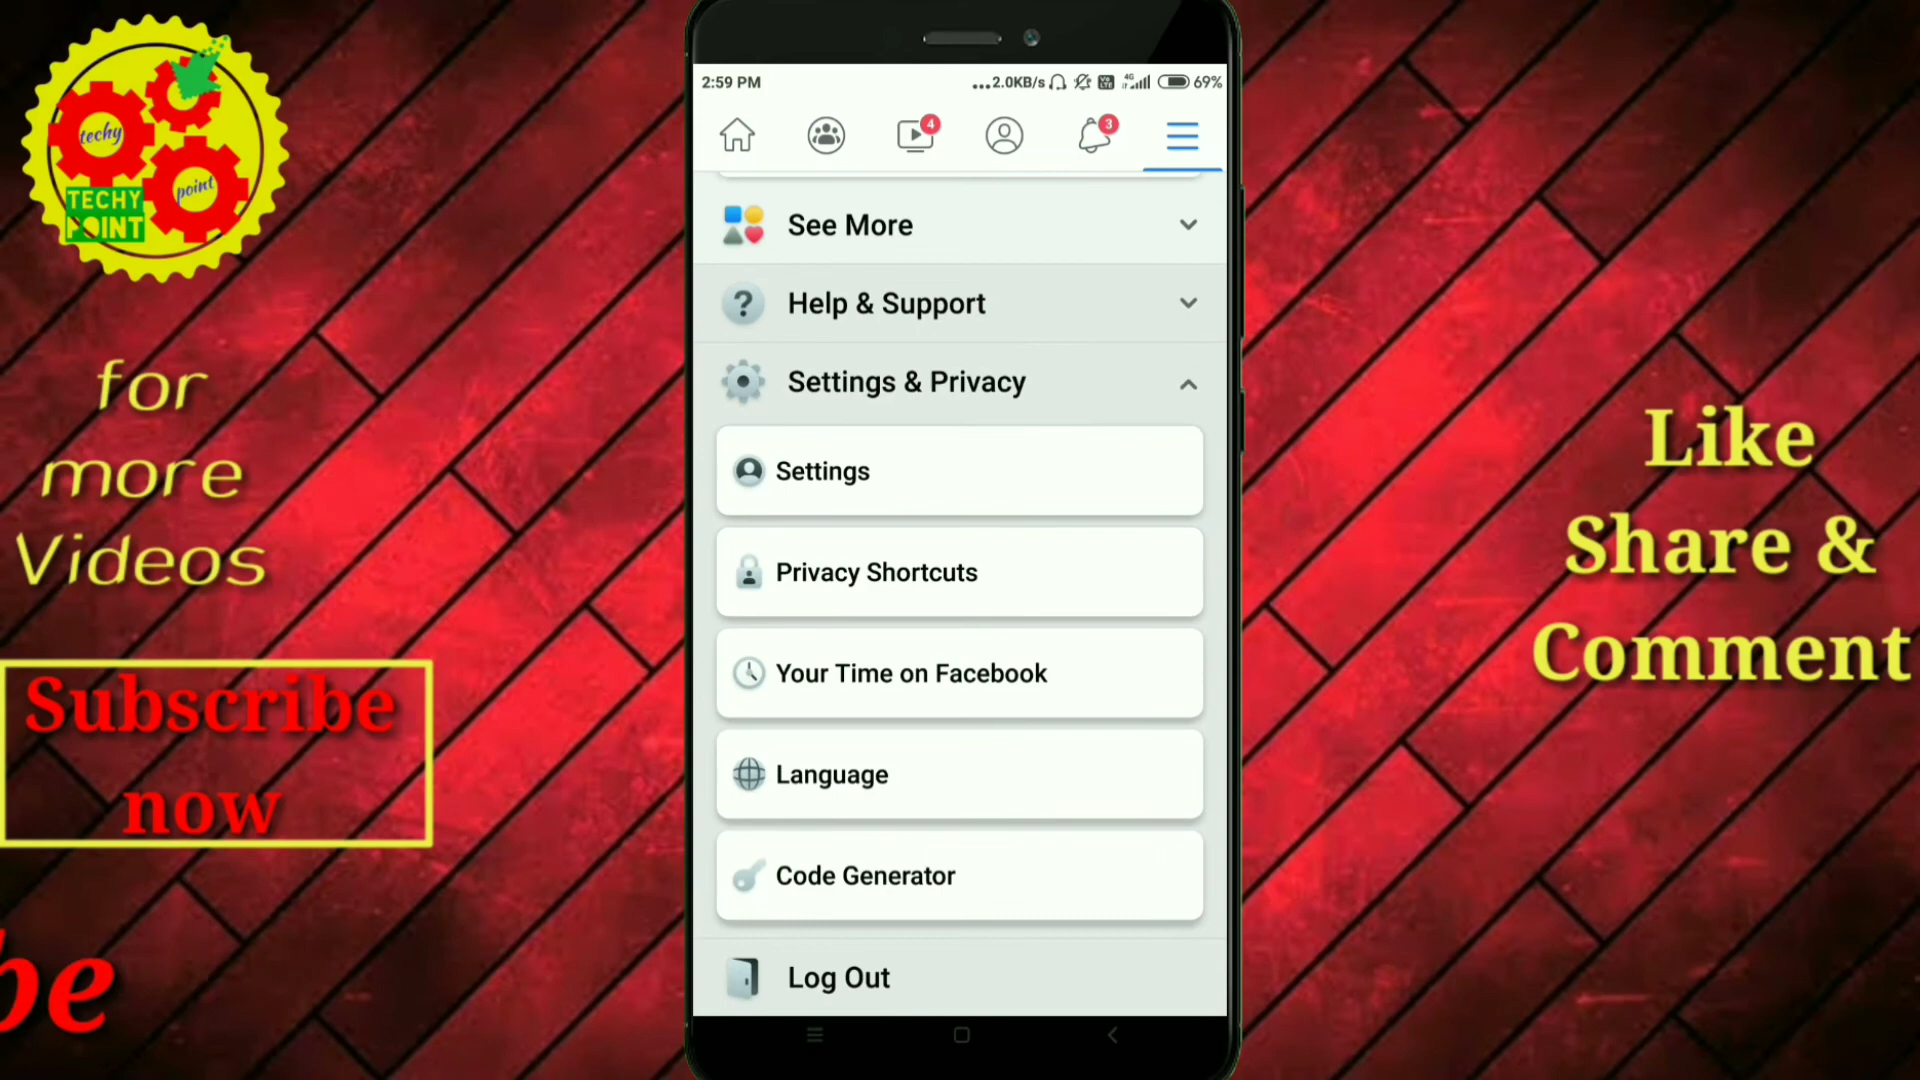 techy
point
TECHY
POINT
for
more
Videos
Subscribe
now
be
2:59 PM
...2.0KB/s 4G 69%
4
3
See More
Help & Support
Settings & Privacy
Settings
Privacy Shortcuts
Your Time on Facebook
Language
Code Generator
Log Out
Like
Share &
Comment